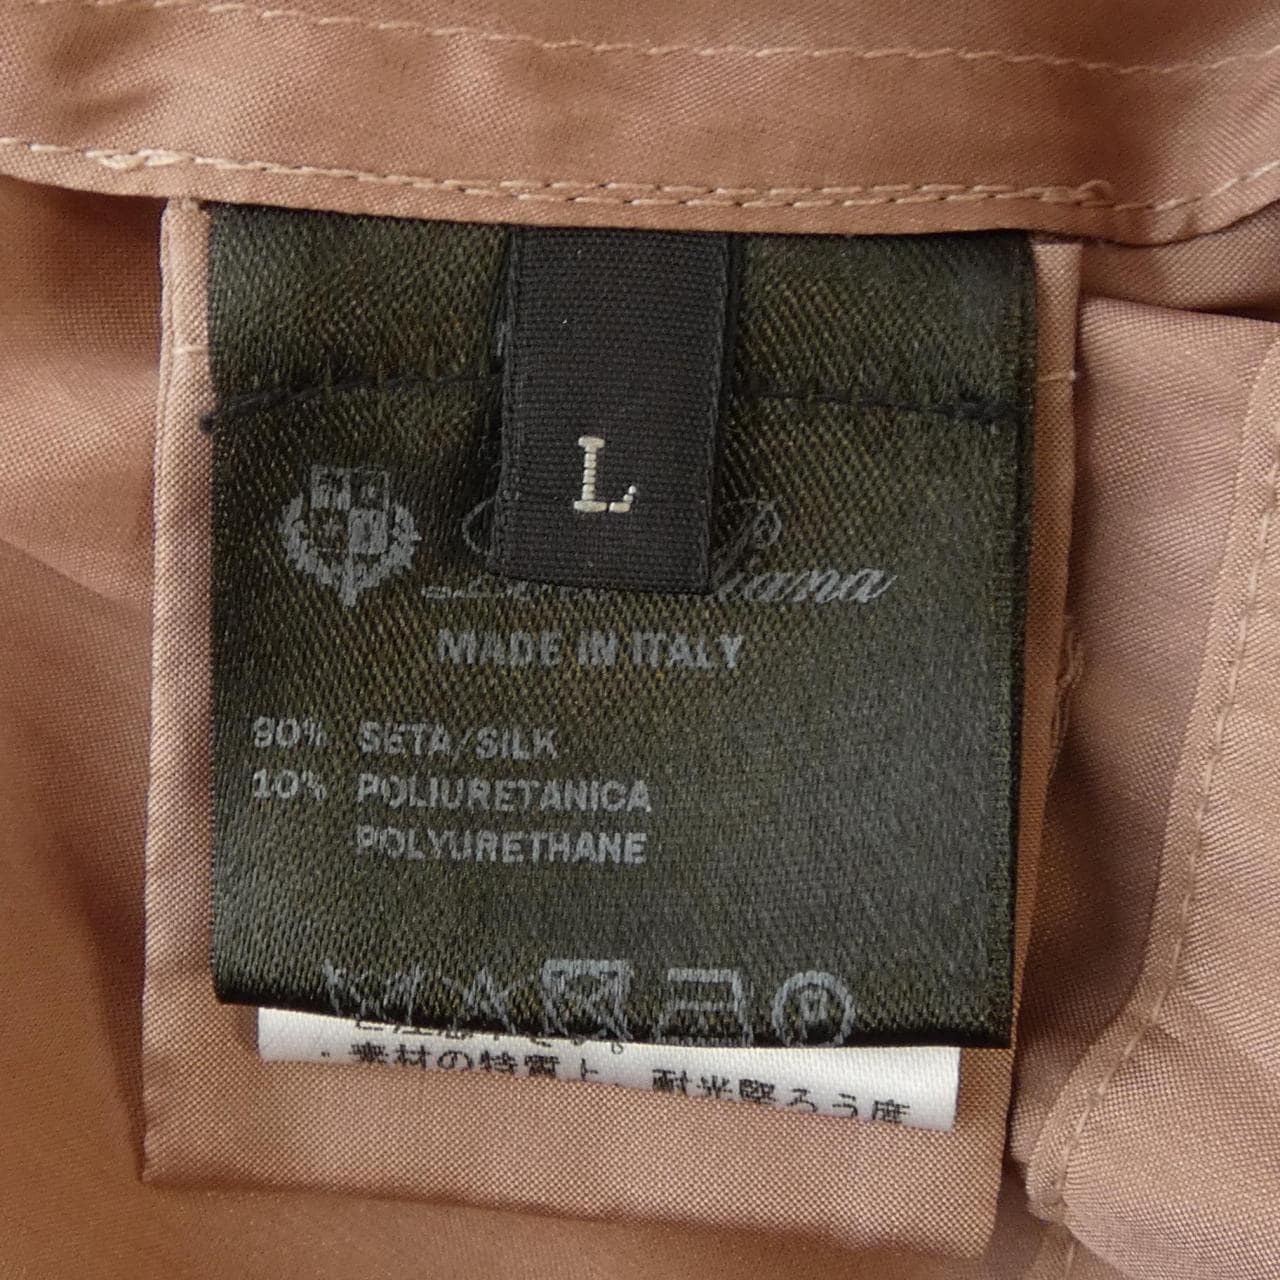 L
MADE IN ITALY
90% SETA/SILK
10% POLIURETANICA
POLYURETHANE
・素材の特質上、耐光堅ろう度